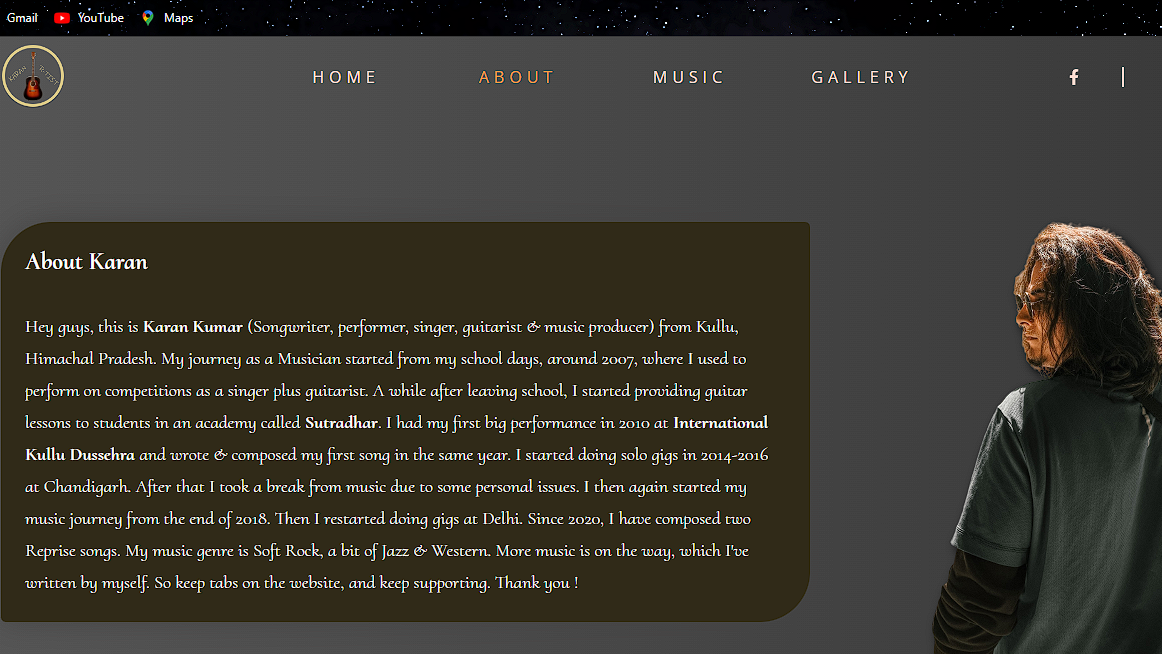 Gmail YouTube Maps
HOME ABOUT MUSIC GALLERY
About Karan
Hey guys, this is Karan Kumar (Songwriter, performer, singer, guitarist & music producer) from Kullu,
Himachal Pradesh. My journey as a Musician started from my school days, around 2007, where I used to
perform on competitions as a singer plus guitarist. A while after leaving school, I started providing guitar
lessons to students in an academy called Sutradhar. I had my first big performance in 2010 at International
Kullu Dussehra and wrote & composed my first song in the same year. I started doing solo gigs in 2014-2016
at Chandigarh. After that I took a break from music due to some personal issues. I then again started my
music journey from the end of 2018. Then I restarted doing gigs at Delhi. Since 2020, I have composed two
Reprise songs. My music genre is Soft Rock, a bit of Jazz & Western. More music is on the way, which I've
written by myself. So keep tabs on the website, and keep supporting. Thank you !